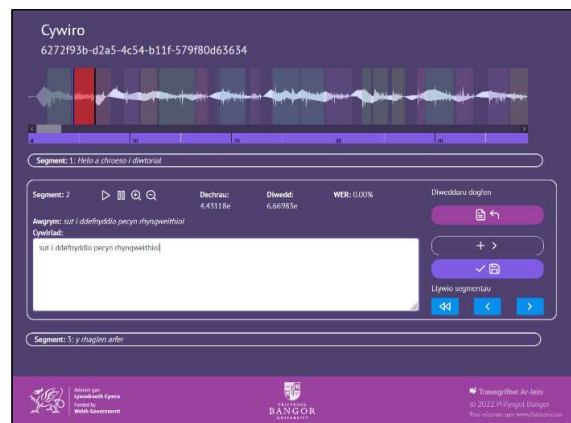 Cywiro
6272f93b-d2a5-4c54-b11f-579f80d63634
Segment: 1: Helo a chroeso i diwtorial
Segment: 2
Dechrau:
4.43118e
Diwedd:
6.66983e
WER: 0.00%
Diweddaru dogfen
Awgrym: sut i ddefnyddio pecyn rhyngweithiol
Cywiriad:
sut i ddefnyddio pecyn rhyngweithiol
Llywio segmentau
Segment: 3: y rhaglen arfer
Ariennir gan
Lywodraeth Cymru
Funded by
Welsh Government
PRIFYSGOL
BANGOR
UNIVERSITY
Trawsgrifiwr Ar-lein
© 2022 Prifysgol Bangor